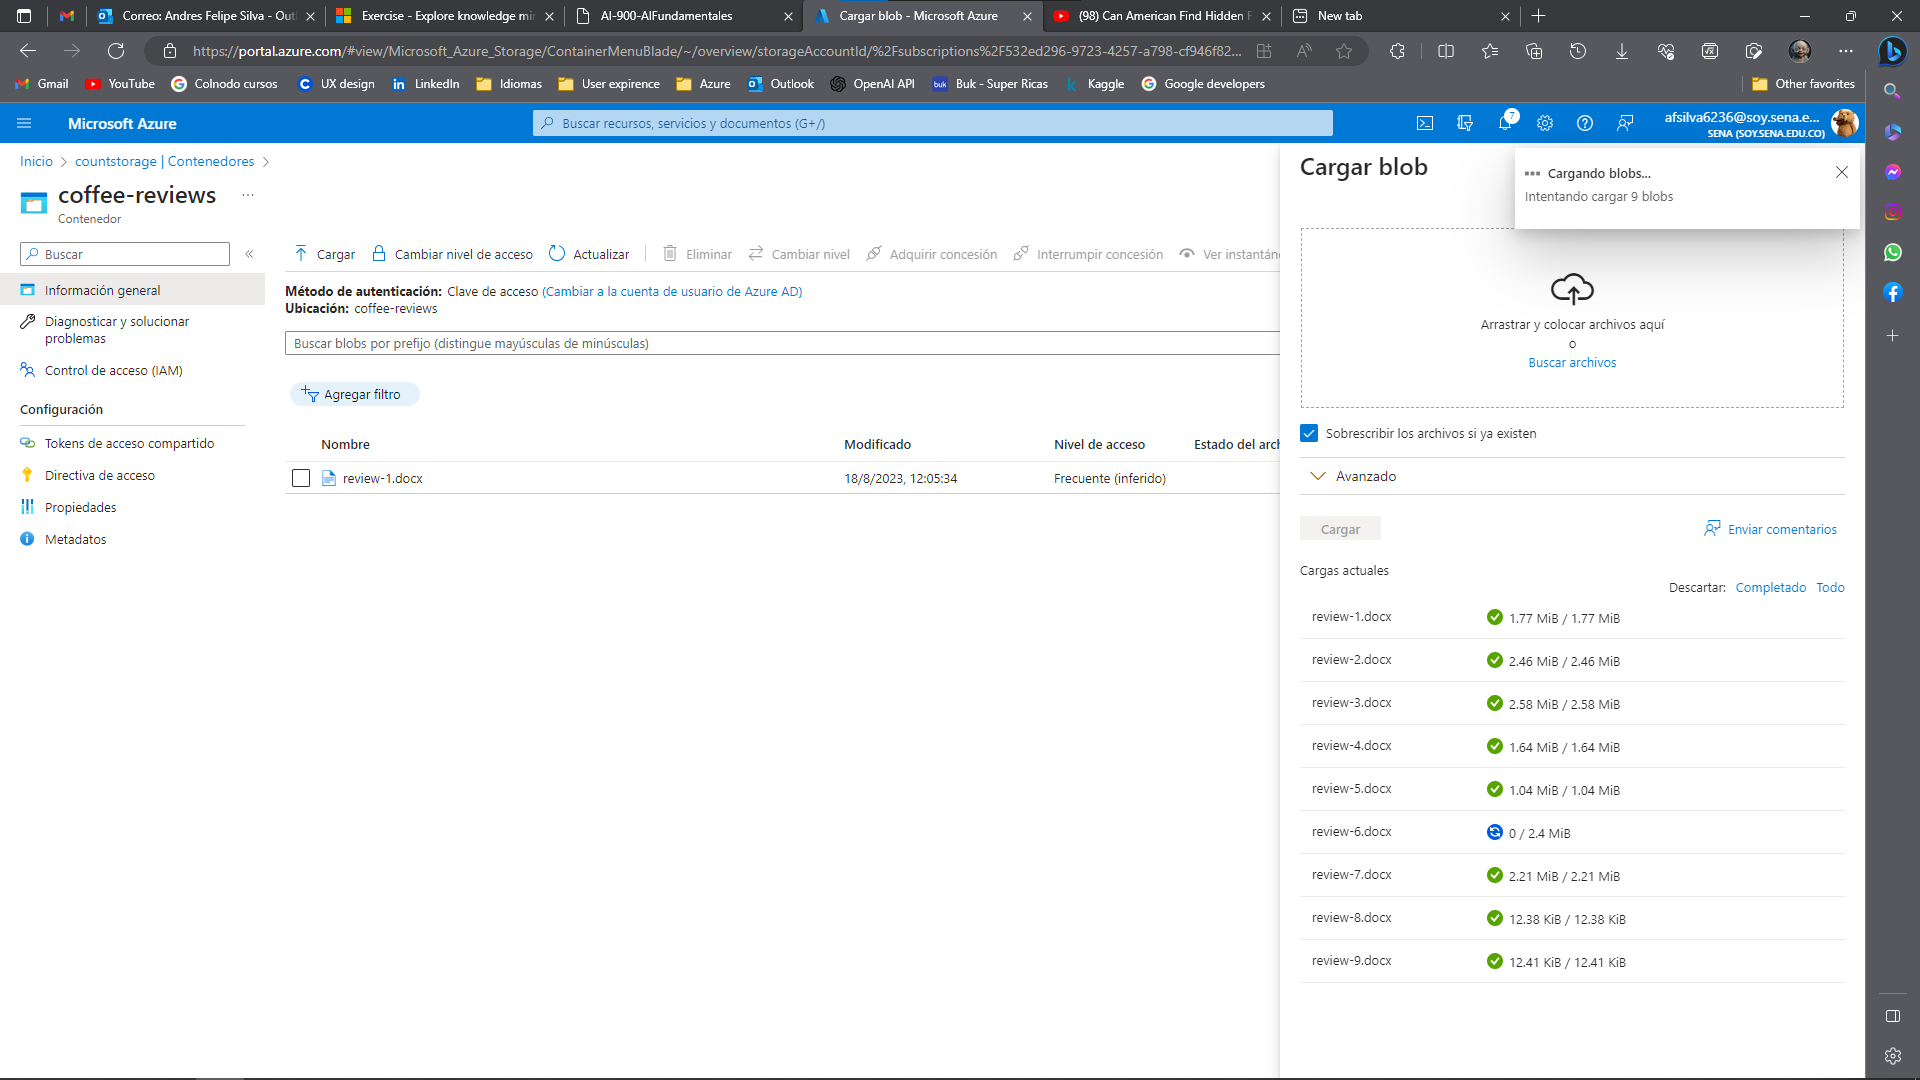 Correo: Andres Felipe Silva - Out
Exercise - Explore knowledge mi
AI-900-AIFundamentales
Cargar blob - Microsoft Azure
(98) Can American Find Hidden F
New tab
https://portal.azure.com/#view/Microsoft_Azure_Storage/ContainerMenuBlade/~/overview/storageAccountId/%2Fsubscriptions%2F532ed296-9723-4257-a798-cf946f82...
Gmail
YouTube
Colnodo cursos
UX design
LinkedIn
Idiomas
User expirence
Azure
Outlook
OpenAI API
Buk - Super Ricas
Kaggle
Google developers
Other favorites
Microsoft Azure
Buscar recursos, servicios y documentos (G+/)
7
afsilva6236@soy.sena.e...
SENA (SOY.SENA.EDU.CO)
Inicio > countstorage | Contenedores >
coffee-reviews ...
Contenedor
Buscar
«
Información general
Diagnosticar y solucionar
problemas
Control de acceso (IAM)
Configuración
Tokens de acceso compartido
Directiva de acceso
Propiedades
Metadatos
Cargar
Cambiar nivel de acceso
Actualizar
Eliminar
Cambiar nivel
Adquirir concesión
Interrumpir concesión
Ver instantán
Método de autenticación: Clave de acceso (Cambiar a la cuenta de usuario de Azure AD)
Ubicación: coffee-reviews
Buscar blobs por prefijo (distingue mayúsculas de minúsculas)
Agregar filtro
Nombre Modificado Nivel de acceso Estado del arch
review-1.docx 18/8/2023, 12:05:34 Frecuente (inferido)
Cargar blob
Cargando blobs...
Intentando cargar 9 blobs
Arrastrar y colocar archivos aquí
o
Buscar archivos
Sobrescribir los archivos si ya existen
Avanzado
Cargar
Enviar comentarios
Cargas actuales
Descartar: Completado Todo
review-1.docx 1.77 MiB / 1.77 MiB
review-2.docx 2.46 MiB / 2.46 MiB
review-3.docx 2.58 MiB / 2.58 MiB
review-4.docx 1.64 MiB / 1.64 MiB
review-5.docx 1.04 MiB / 1.04 MiB
review-6.docx 0 / 2.4 MiB
review-7.docx 2.21 MiB / 2.21 MiB
review-8.docx 12.38 KiB / 12.38 KiB
review-9.docx 12.41 KiB / 12.41 KiB